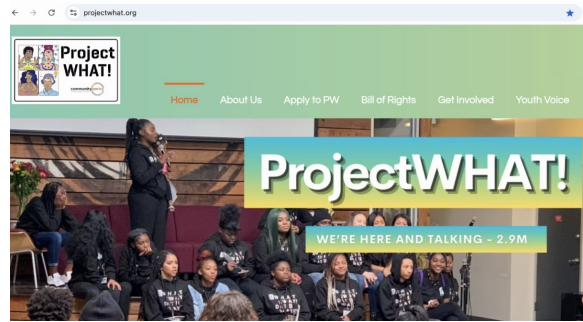 projectwhat.org
Project
WHAT!
Home About Us Apply to PW Bill of Rights Get Involved Youth Voice
ProjectWHAT!
WE'RE HERE AND TALKING - 2.9M